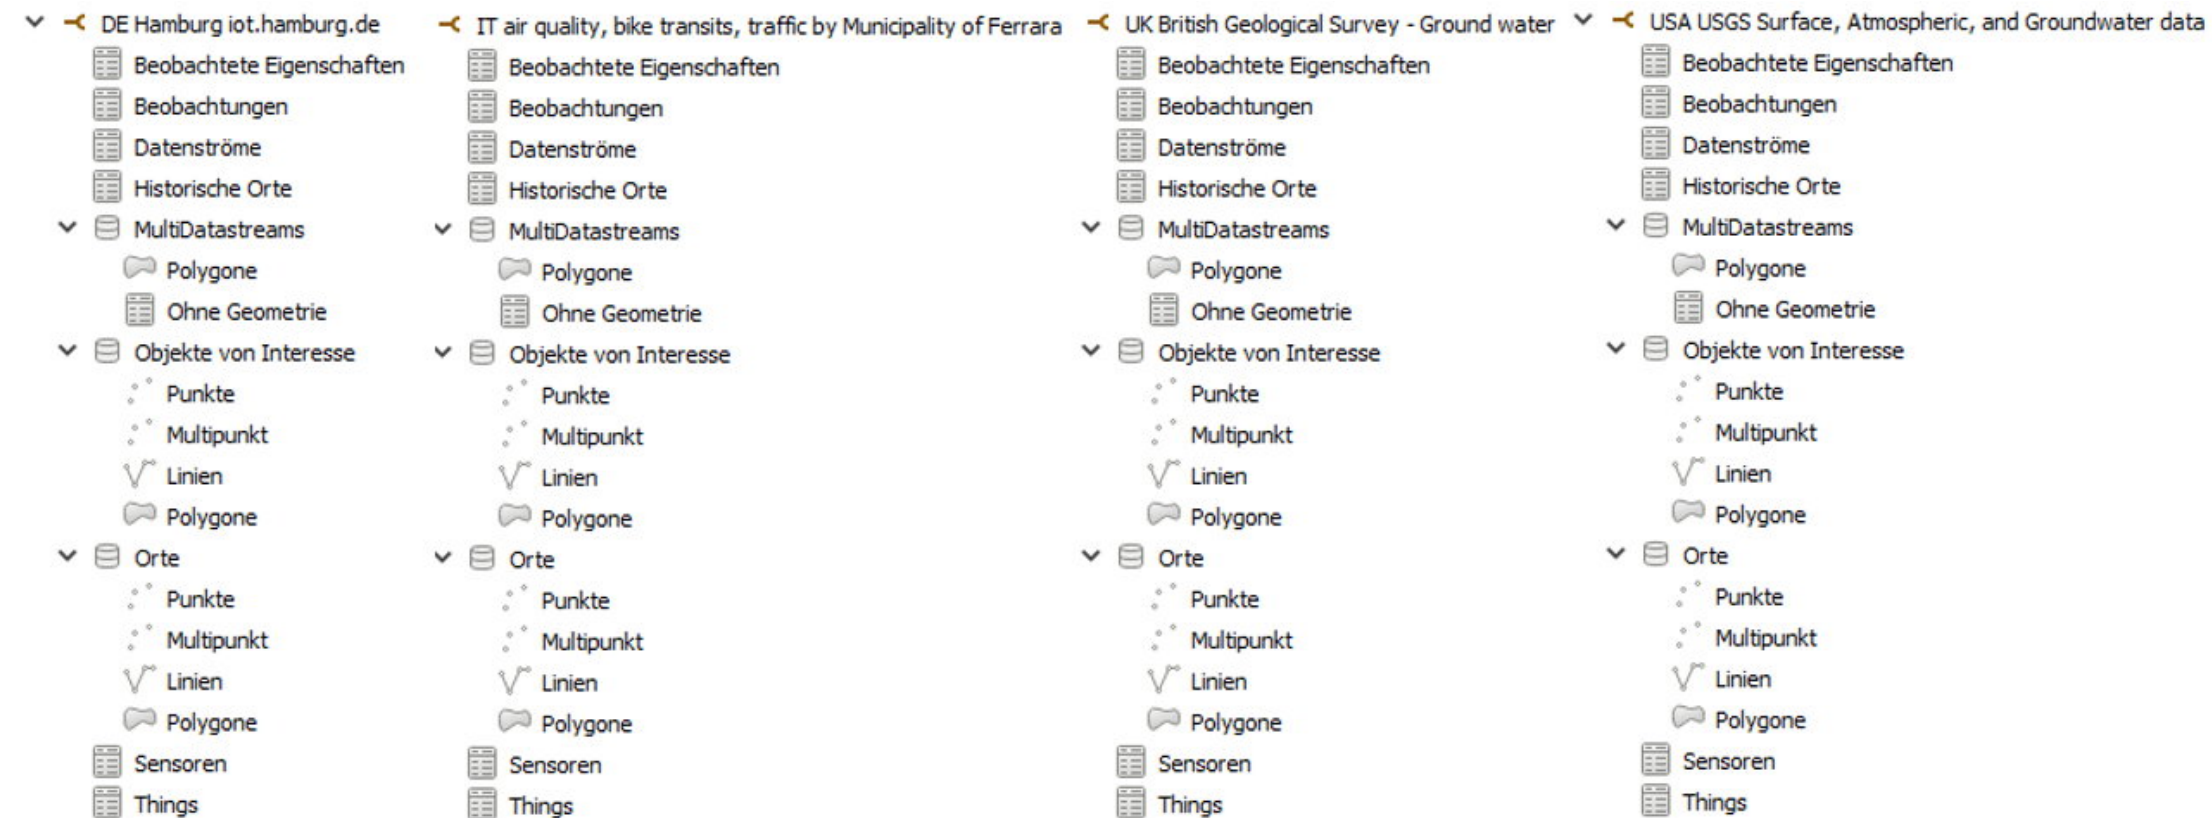 DE Hamburg iot.hamburg.de
Beobachtete Eigenschaften
Beobachtungen
Datenströme
Historische Orte
MultiDatastreams
Polygone
Ohne Geometrie
Objekte von Interesse
Punkte
Multipunkt
Linien
Polygone
Orte
Punkte
Multipunkt
Linien
Polygone
Sensoren
Things
IT air quality, bike transits, traffic by Municipality of Ferrara
Beobachtete Eigenschaften
Beobachtungen
Datenströme
Historische Orte
MultiDatastreams
Polygone
Ohne Geometrie
Objekte von Interesse
Punkte
Multipunkt
Linien
Polygone
Orte
Punkte
Multipunkt
Linien
Polygone
Sensoren
Things
UK British Geological Survey - Ground water
Beobachtete Eigenschaften
Beobachtungen
Datenströme
Historische Orte
MultiDatastreams
Polygone
Ohne Geometrie
Objekte von Interesse
Punkte
Multipunkt
Linien
Polygone
Orte
Punkte
Multipunkt
Linien
Polygone
Sensoren
Things
USA USGS Surface, Atmospheric, and Groundwater data
Beobachtete Eigenschaften
Beobachtungen
Datenströme
Historische Orte
MultiDatastreams
Polygone
Ohne Geometrie
Objekte von Interesse
Punkte
Multipunkt
Linien
Polygone
Orte
Punkte
Multipunkt
Linien
Polygone
Sensoren
Things